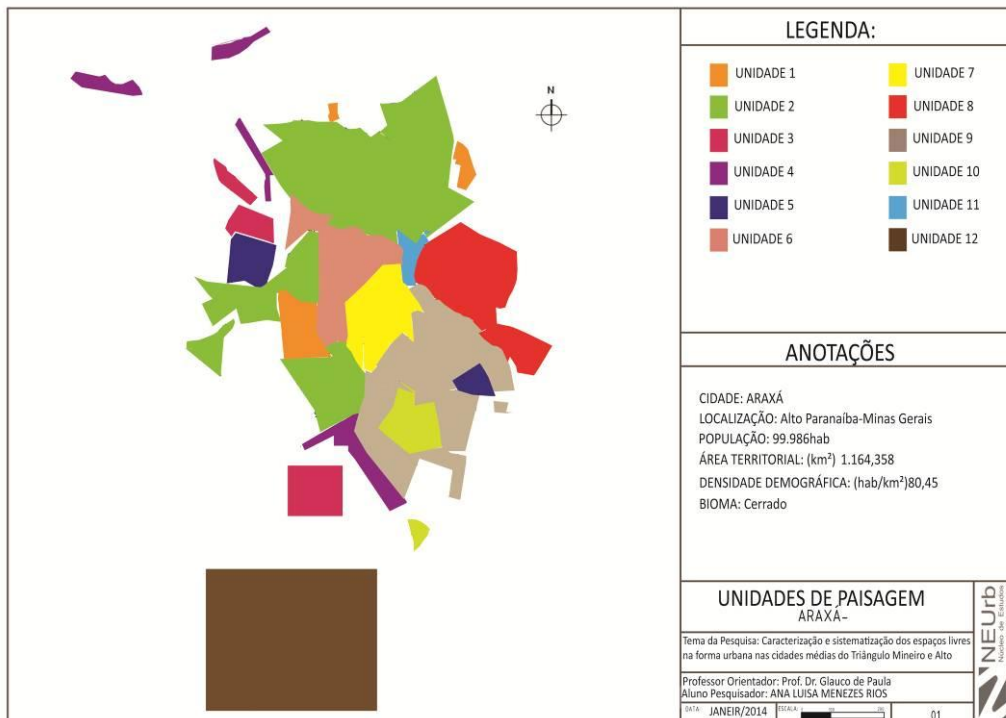 N
LEGENDA:
UNIDADE 1
UNIDADE 2
UNIDADE 3
UNIDADE 4
UNIDADE 5
UNIDADE 6
UNIDADE 7
UNIDADE 8
UNIDADE 9
UNIDADE 10
UNIDADE 11
UNIDADE 12
ANOTAÇÕES
CIDADE: ARAXÁ
LOCALIZAÇÃO: Alto Paranaíba-Minas Gerais
POPULAÇÃO: 99.986hab
ÁREA TERRITORIAL: (km²) 1.164,358
DENSIDADE DEMOGRÁFICA: (hab/km²)80,45
BIOMA: Cerrado
UNIDADES DE PAISAGEM
ARAXÁ-
Tema da Pesquisa: Caracterização e sistematização dos espaços livres
na forma urbana nas cidades médias do Triângulo Mineiro e Alto
Professor Orientador: Prof. Dr. Glauco de Paula
Aluno Pesquisador: ANA LUISA MENEZES RIOS
DATA: JANEIR/2014
ESCALA:
01
NEUrb
Núcleo de Estudos